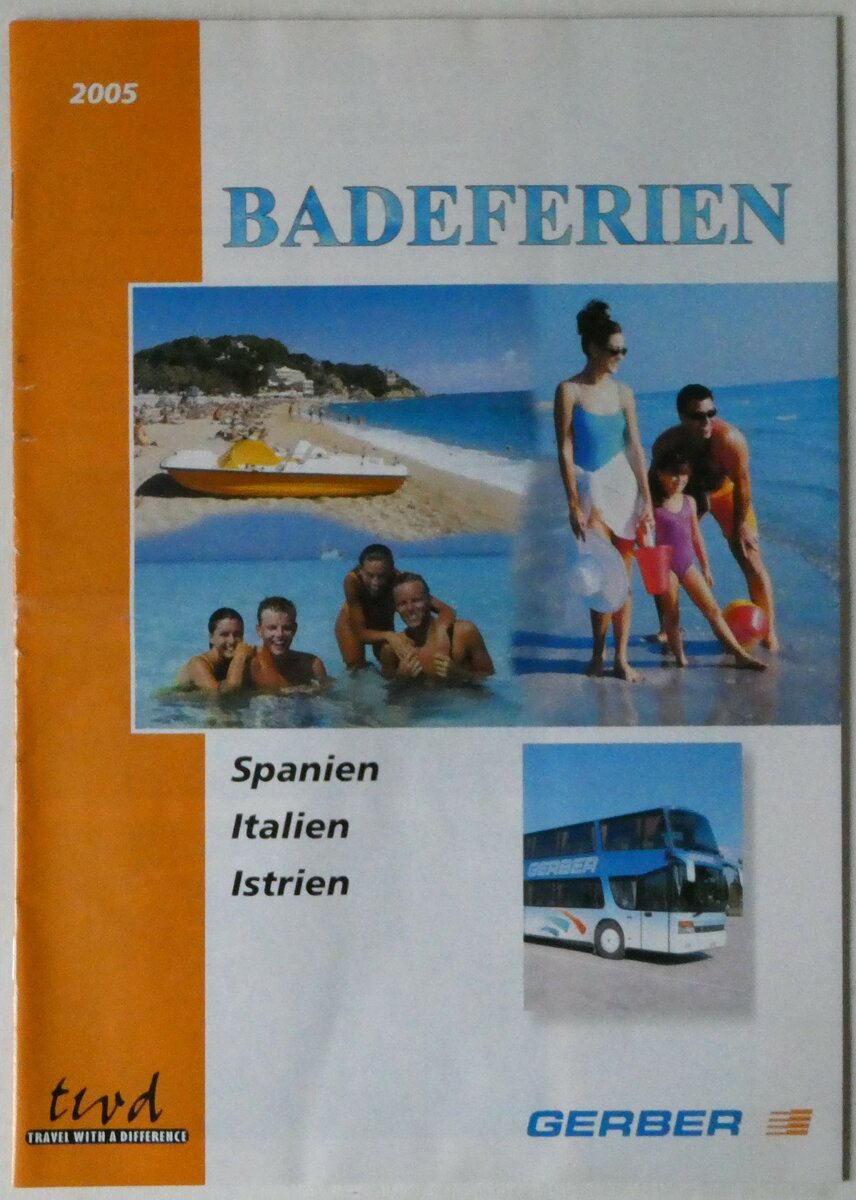 2005
BADEFERIEN
Spanien
Italien
Istrien
GERBER
twd
TRAVEL WITH A DIFFERENCE
GERBER